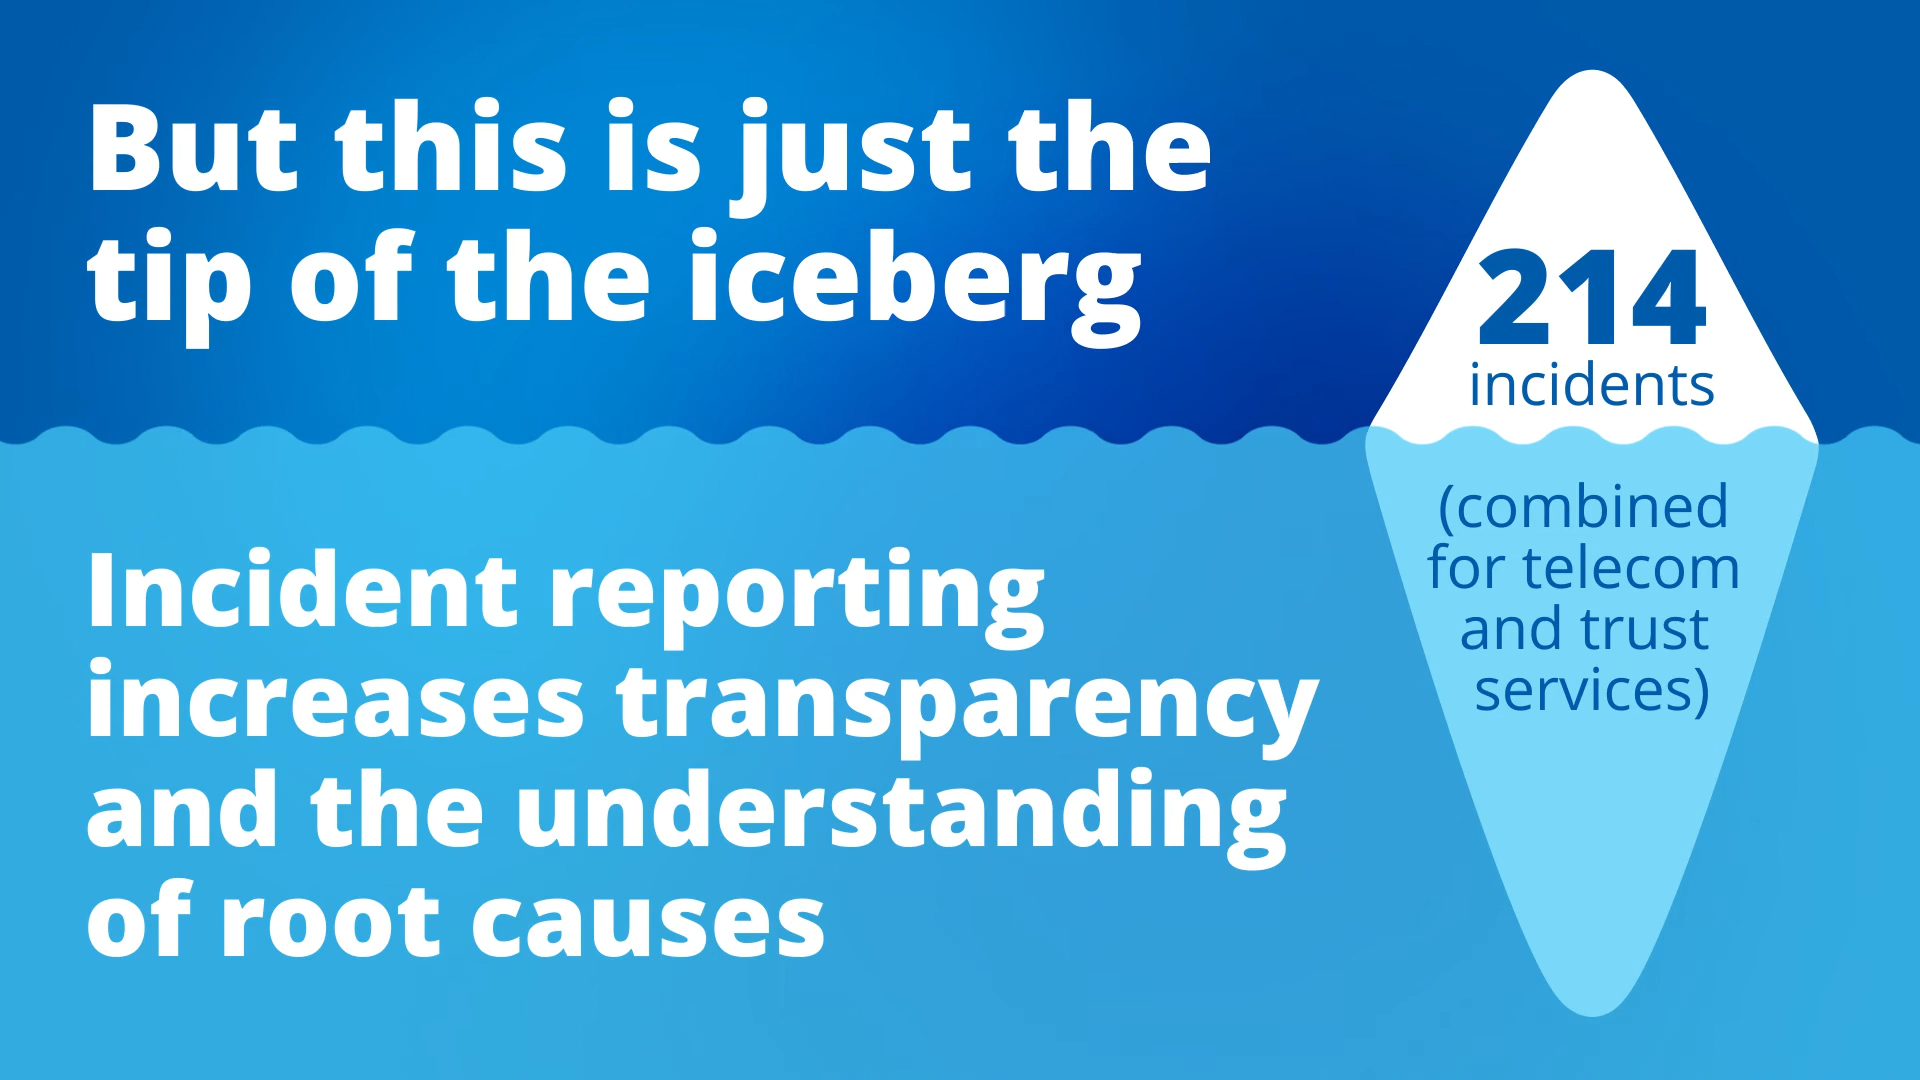 But this is just the
tip of the iceberg
214
incidents
(combined
for telecom
and trust
services)
Incident reporting
increases transparency
and the understanding
of root causes